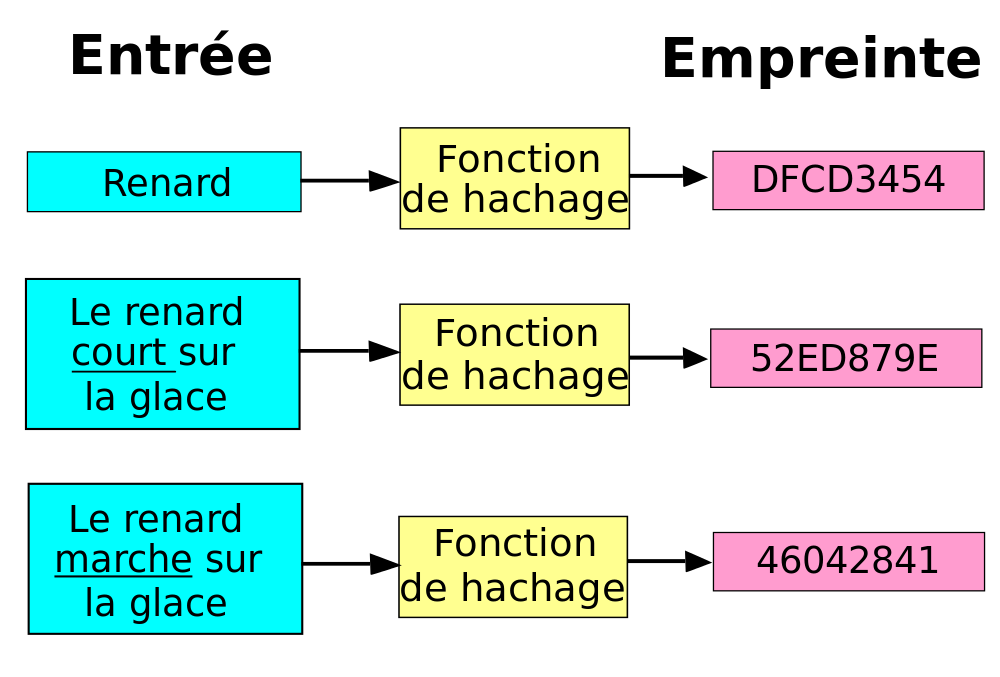 Entrée
Empreinte
Renard
Fonction
de hachage
DFCD3454
Le renard
court sur
la glace
Fonction
de hachage
52ED879E
Le renard
marche sur
la glace
Fonction
de hachage
46042841